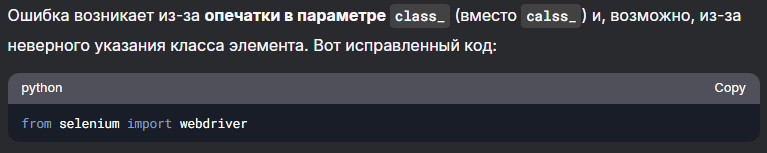 Ошибка возникает из-за опечатки в параметре class_ (вместо calss_) и, возможно, из-за
неверного указания класса элемента. Вот исправленный код:
python Copy
from selenium import webdriver